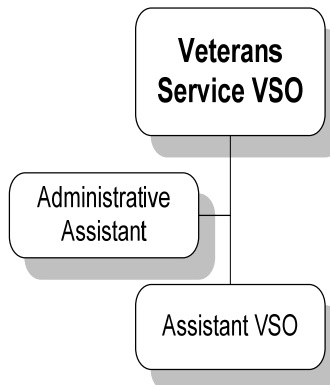 Veterans
Service VSO
Administrative
Assistant
Assistant VSO